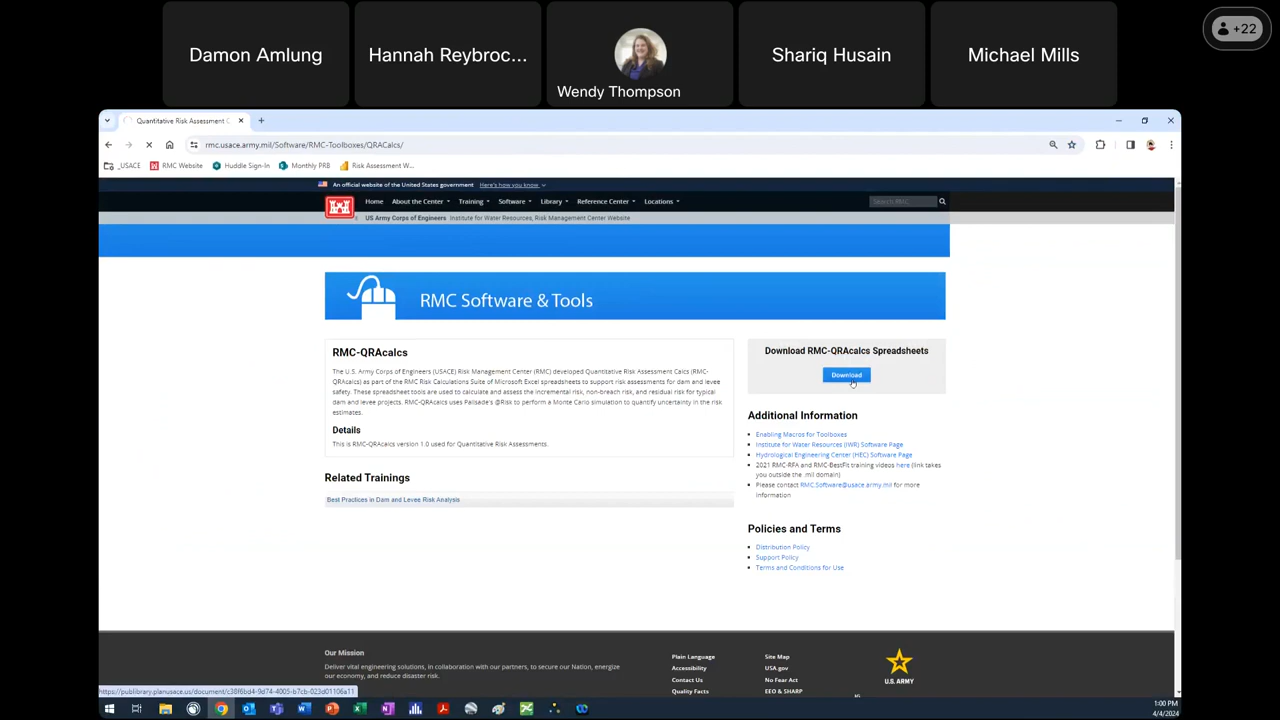 Damon Amlung
Hannah Reybroc...
Wendy Thompson
Shariq Husain
Michael Mills
+22
Quantitative Risk Assessment C
rmc.usace.army.mil/Software/RMC-Toolboxes/QRACalcs/
_USACE
RMC Website
Huddle Sign-In
Monthly PRB
Risk Assessment W...
An official website of the United States government Here's how you know
Home About the Center Training Software Library Reference Center Locations
Search RMC
US Army Corps of Engineers Institute for Water Resources, Risk Management Center Website
RMC Software & Tools
RMC-QRAcalcs
The U.S. Army Corps of Engineers (USACE) Risk Management Center (RMC) developed Quantitative Risk Assessment Calcs (RMC-
QRAcalcs) as part of the RMC Risk Calculations Suite of Microsoft Excel spreadsheets to support risk assessments for dam and levee
safety. These spreadsheet tools are used to calculate and assess the incremental risk, non-breach risk, and residual risk for typical
dam and levee projects. RMC-QRAcalcs uses Palisade's @Risk to perform a Monte Carlo simulation to quantify uncertainty in the risk
estimates.
Details
This is RMC-QRAcalcs version 1.0 used for Quantitative Risk Assessments.
Related Trainings
Best Practices in Dam and Levee Risk Analysis
Download RMC-QRAcalcs Spreadsheets
Download
Additional Information
Enabling Macros for Toolboxes
Institute for Water Resources (IWR) Software Page
Hydrological Engineering Center (HEC) Software Page
2021 RMC-RFA and RMC-BestFit training videos here (link takes
you outside the .mil domain)
Please contact RMC.Software@usace.army.mil for more
information
Policies and Terms
Distribution Policy
Support Policy
Terms and Conditions for Use
Our Mission
Deliver vital engineering solutions, in collaboration with our partners, to secure our Nation, energize
our economy, and reduce disaster risk.
Plain Language
Accessibility
Contact Us
Quality Facts
Site Map
USA.gov
No Fear Act
EEO & SHARP
U.S. ARMY
https://publibrary.planusace.us/document/c38f6bd4-9d74-4005-b7cb-023d01106a11
1:00 PM
4/4/2024